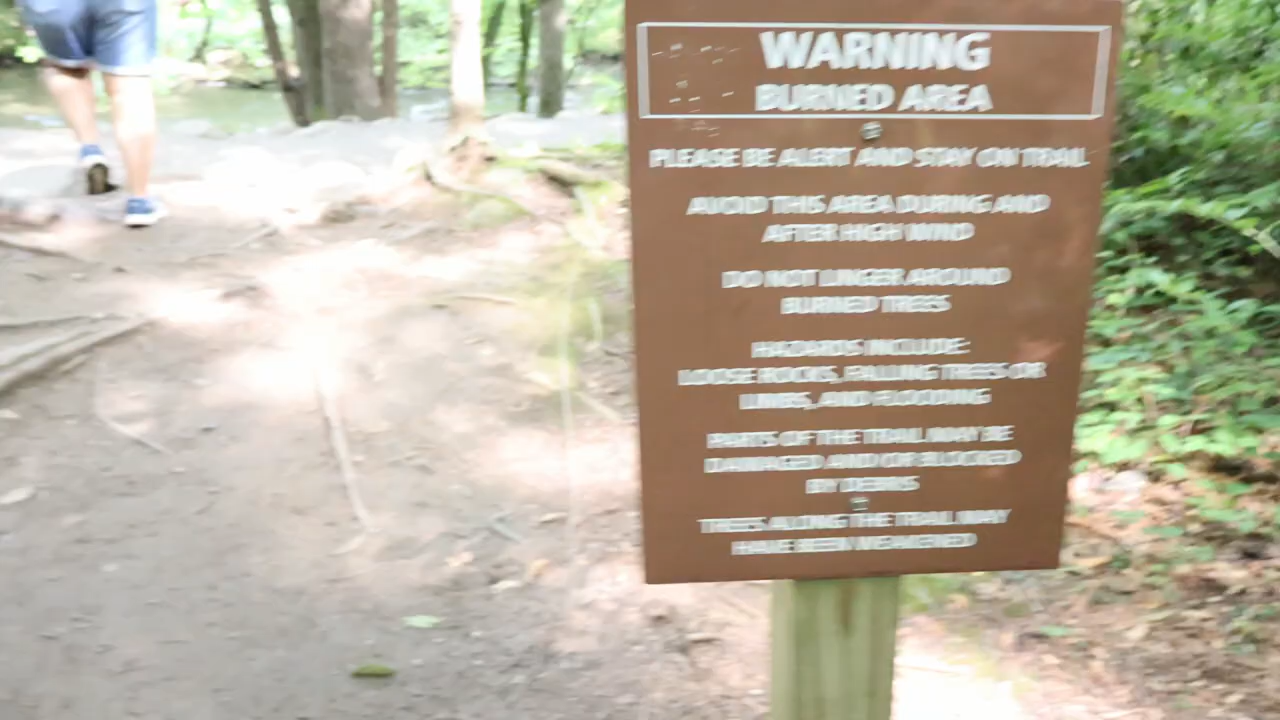 WARNING
BURNED AREA
PLEASE BE ALERT AND STAY ON TRAIL
AVOID THIS AREA DURING AND
AFTER HIGH WIND
DO NOT LINGER AROUND
BURNED TREES
HAZARDS INCLUDE:
LOOSE ROCKS, FALLING TREES OR
LIMBS, AND FLOODING
PARTS OF THE TRAIL MAY BE
DAMAGED AND OR BLOCKED
BY DEBRIS
TREES ALONG THE TRAIL MAY
HAVE BEEN WEAKENED